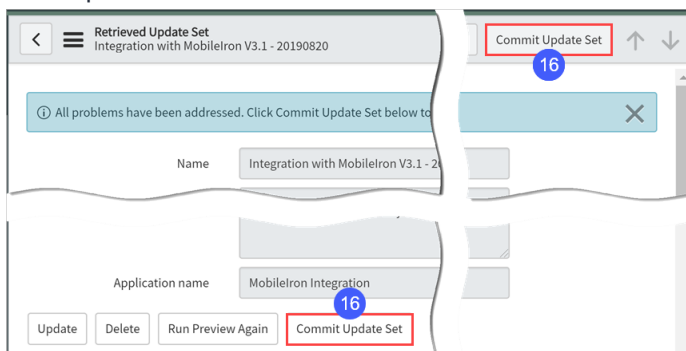 Retrieved Update Set
Integration with MobileIron V3.1 - 20190820
Commit Update Set
16
All problems have been addressed. Click Commit Update Set below to
Name
Integration with MobileIron V3.1 - 20
Application name
MobileIron Integration
16
Update
Delete
Run Preview Again
Commit Update Set